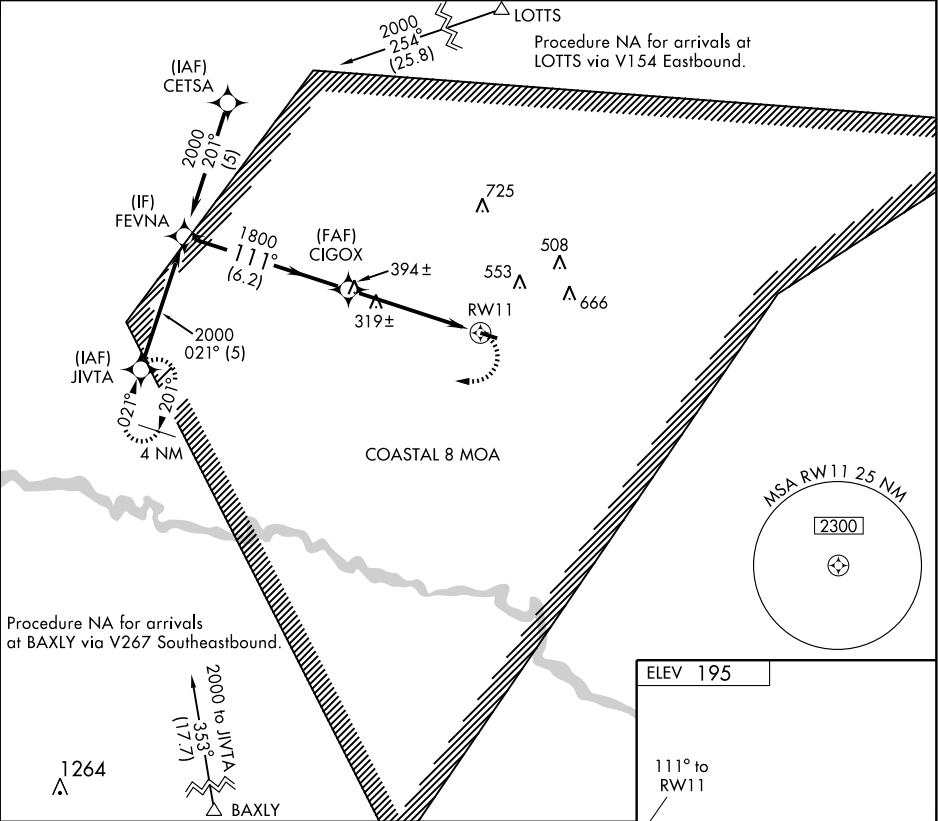 LOTTS
2000
254°
(25.8)
Procedure NA for arrivals at
LOTTS via V154 Eastbound.
(IAF)
CETSA
2000
201°
(5)
(IF)
FEVNA
1800
111°
(6.2)
(FAF)
CIGOX
394±
319±
725
508
553
666
RW11
2000
021° (5)
(IAF)
JIVTA
021°
201°
4 NM
COASTAL 8 MOA
MSA RW11 25 NM
2300
Procedure NA for arrivals
at BAXLY via V267 Southeastbound.
2000 to JIVTA
353°
(17.7)
1264
BAXLY
ELEV 195
111° to
RW11